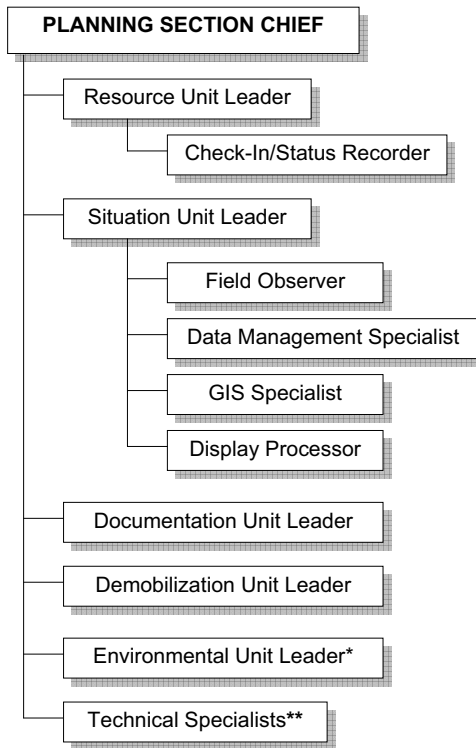 PLANNING SECTION CHIEF
Resource Unit Leader
Check-In/Status Recorder
Situation Unit Leader
Field Observer
Data Management Specialist
GIS Specialist
Display Processor
Documentation Unit Leader
Demobilization Unit Leader
Environmental Unit Leader*
Technical Specialists**